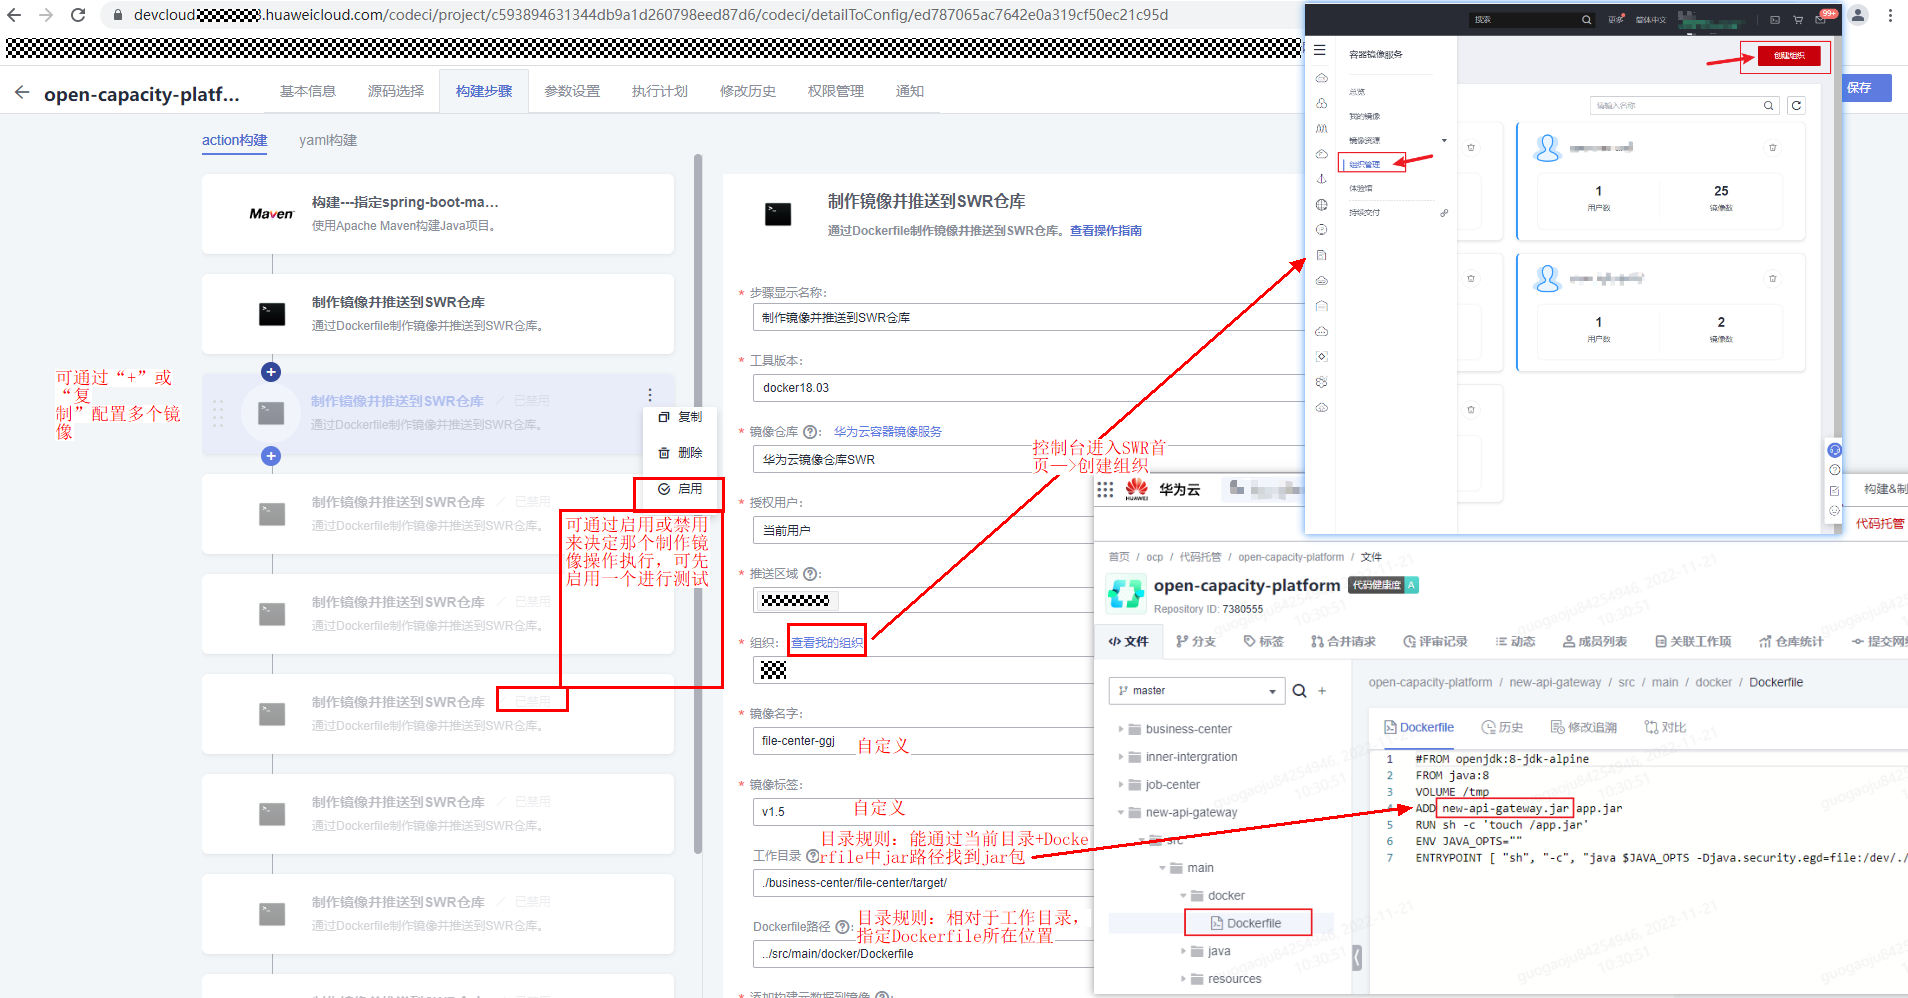 devcloud
.huaweicloud.com/codeci/project/c593894631344db9a1d260798eed87d6/codeci/detailToConfig/ed787065ac7642e0a319cf50ec21c95d
open-capacity-platf...
基本信息 源码选择 构建步骤 参数设置 执行计划 修改历史 权限管理 通知
保存
action构建 yaml构建
Maven
构建---指定spring-boot-ma...
使用Apache Maven构建Java项目。
制作镜像并推送到SWR仓库
通过Dockerfile制作镜像并推送到SWR仓库。
制作镜像并推送到SWR仓库 已禁用
通过Dockerfile制作镜像并推送到SWR仓库。
复制
删除
启用
可通过“+”或
“复
制”配置多个镜
像
可通过启用或禁用
来决定那个制作镜
像操作执行，可先
启用一个进行测试
制作镜像并推送到SWR仓库 已禁用
通过Dockerfile制作镜像并推送到SWR仓库。
制作镜像并推送到SWR仓库 已禁用
通过Dockerfile制作镜像并推送到SWR仓库。
制作镜像并推送到SWR仓库 已禁用
通过Dockerfile制作镜像并推送到SWR仓库。
制作镜像并推送到SWR仓库 已禁用
通过Dockerfile制作镜像并推送到SWR仓库。
制作镜像并推送到SWR仓库 已禁用
通过Dockerfile制作镜像并推送到SWR仓库。
制作镜像并推送到SWR仓库
通过Dockerfile制作镜像并推送到SWR仓库。查看操作指南
* 步骤显示名称:
制作镜像并推送到SWR仓库
* 工具版本:
docker18.03
* 镜像仓库 ?: 华为云容器镜像服务
华为云镜像仓库SWR
* 授权用户:
当前用户
* 推送区域 ?:
* 组织: 查看我的组织
* 镜像名字:
file-center-ggj 自定义
* 镜像标签:
v1.5 自定义
目录规则: 能通过当前目录+Docke
rfile中jar路径找到jar包
工作目录 ?
./business-center/file-center/target/
Dockerfile路径 ?:
目录规则: 相对于工作目录，
指定Dockerfile所在位置
../src/main/docker/Dockerfile
* 添加构建元数据到镜像 ?:
控制台进入SWR首
页—>创建组织
搜索 更多 简体中文 99+
容器镜像服务
总览
我的镜像
镜像资源
组织管理
体验馆
持续交付
创建组织
请输入名称
1 25
用户数 镜像数
1 2
用户数 镜像数
HUAWEI 华为云
构建&制
代码托管
首页 / ocp / 代码托管 / open-capacity-platform / 文件
open-capacity-platform 代码健康度 A
Repository ID: 7380555
文件 分支 标签 合并请求 评审记录 动态 成员列表 关联工作项 仓库统计 提交网
master
business-center
inner-intergration
job-center
new-api-gateway
src
main
docker
Dockerfile
java
resources
open-capacity-platform / new-api-gateway / src / main / docker / Dockerfile
Dockerfile 历史 修改追溯 对比
1 #FROM openjdk:8-jdk-alpine
2 FROM java:8
3 VOLUME /tmp
4 ADD new-api-gateway.jar app.jar
5 RUN sh -c 'touch /app.jar'
6 ENV JAVA_OPTS=""
7 ENTRYPOINT [ "sh", "-c", "java $JAVA_OPTS -Djava.security.egd=file:/dev/./
guogaoju84254946, 2022-11-21
10:30:51